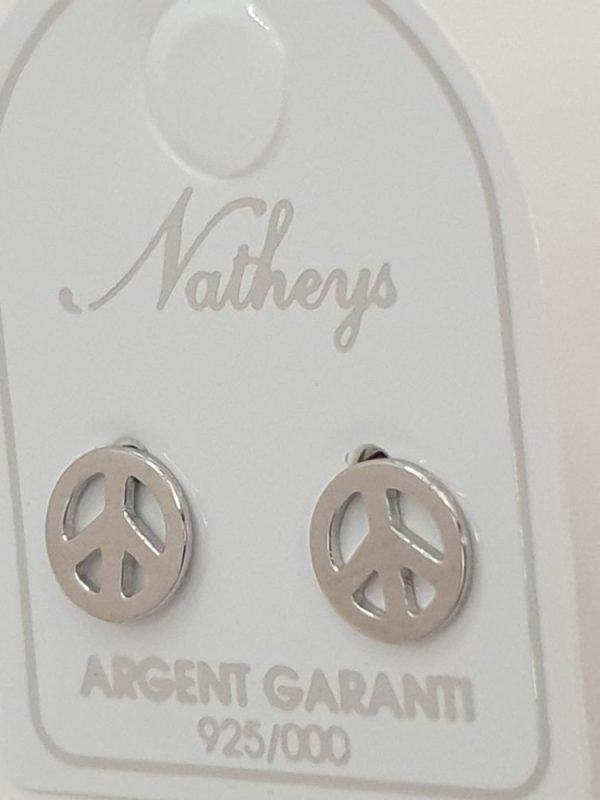 Natheys
ARGENT GARANTI
925/000